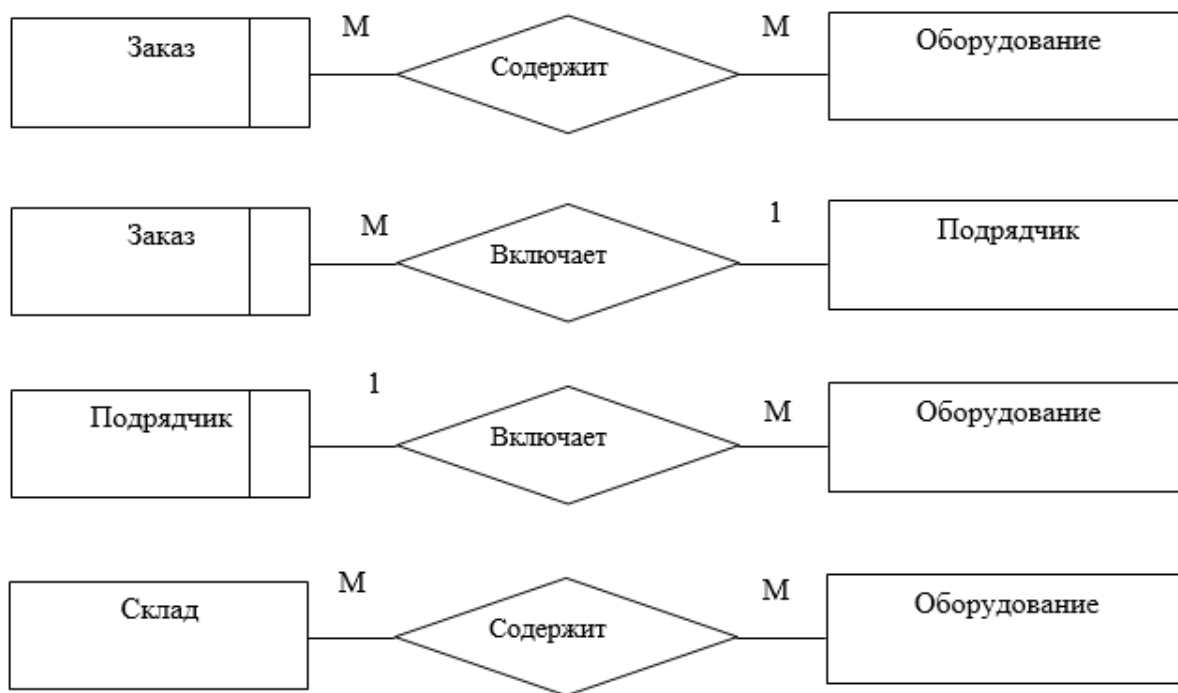 Заказ
М
Содержит
М
Оборудование
Заказ
М
Включает
1
Подрядчик
Подрядчик
1
Включает
М
Оборудование
Склад
М
Содержит
М
Оборудование